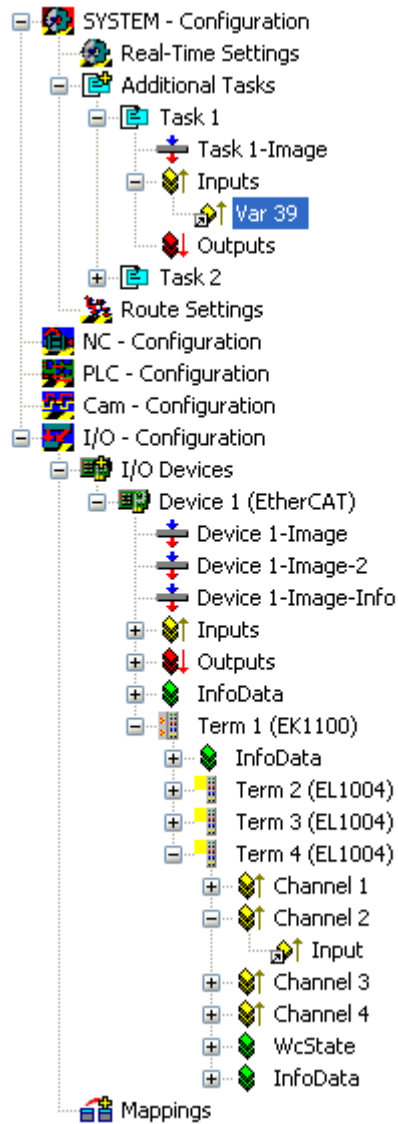 SYSTEM - Configuration
Real-Time Settings
Additional Tasks
Task 1
Task 1-Image
Inputs
Var 39
Outputs
Task 2
Route Settings
NC - Configuration
PLC - Configuration
Cam - Configuration
I/O - Configuration
I/O Devices
Device 1 (EtherCAT)
Device 1-Image
Device 1-Image-2
Device 1-Image-Info
Inputs
Outputs
InfoData
Term 1 (EK1100)
InfoData
Term 2 (EL1004)
Term 3 (EL1004)
Term 4 (EL1004)
Channel 1
Channel 2
Input
Channel 3
Channel 4
WcState
InfoData
Mappings